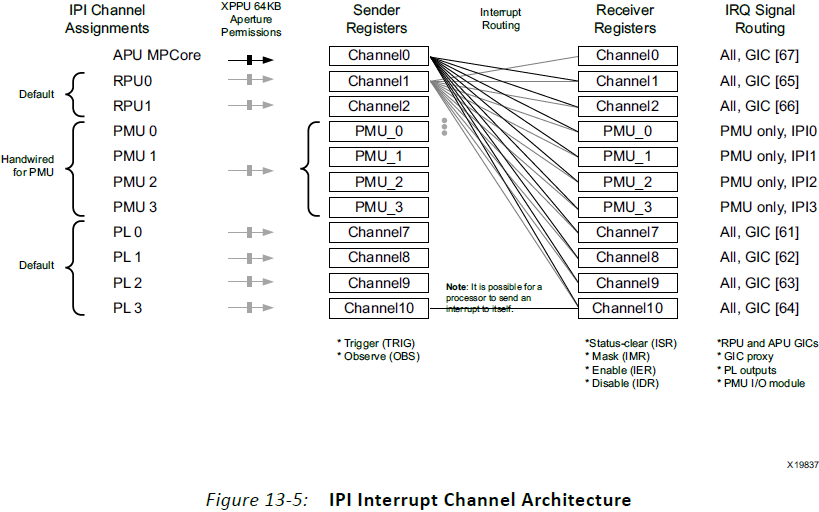 IPI Channel
Assignments
XPPU 64KB
Aperture
Permissions
Sender
Registers
Interrupt
Routing
Receiver
Registers
IRQ Signal
Routing
APU MPCore
Channel0
Channel0
All, GIC [67]
Default
RPU0
Channel1
Channel1
All, GIC [65]
RPU1
Channel2
Channel2
All, GIC [66]
Handwired
for PMU
PMU 0
PMU_0
PMU_0
PMU only, IPI0
PMU 1
PMU_1
PMU_1
PMU only, IPI1
PMU 2
PMU_2
PMU_2
PMU only, IPI2
PMU 3
PMU_3
PMU_3
PMU only, IPI3
Default
PL 0
Channel7
Channel7
All, GIC [61]
PL 1
Channel8
Channel8
All, GIC [62]
PL 2
Channel9
Channel9
All, GIC [63]
PL 3
Channel10
Channel10
All, GIC [64]
Note: It is possible for a
processor to send an
interrupt to itself.
* Trigger (TRIG)
* Observe (OBS)
*Status-clear (ISR)
* Mask (IMR)
* Enable (IER)
* Disable (IDR)
*RPU and APU GICs
* GIC proxy
* PL outputs
* PMU I/O module
X19837
Figure 13-5: IPI Interrupt Channel Architecture